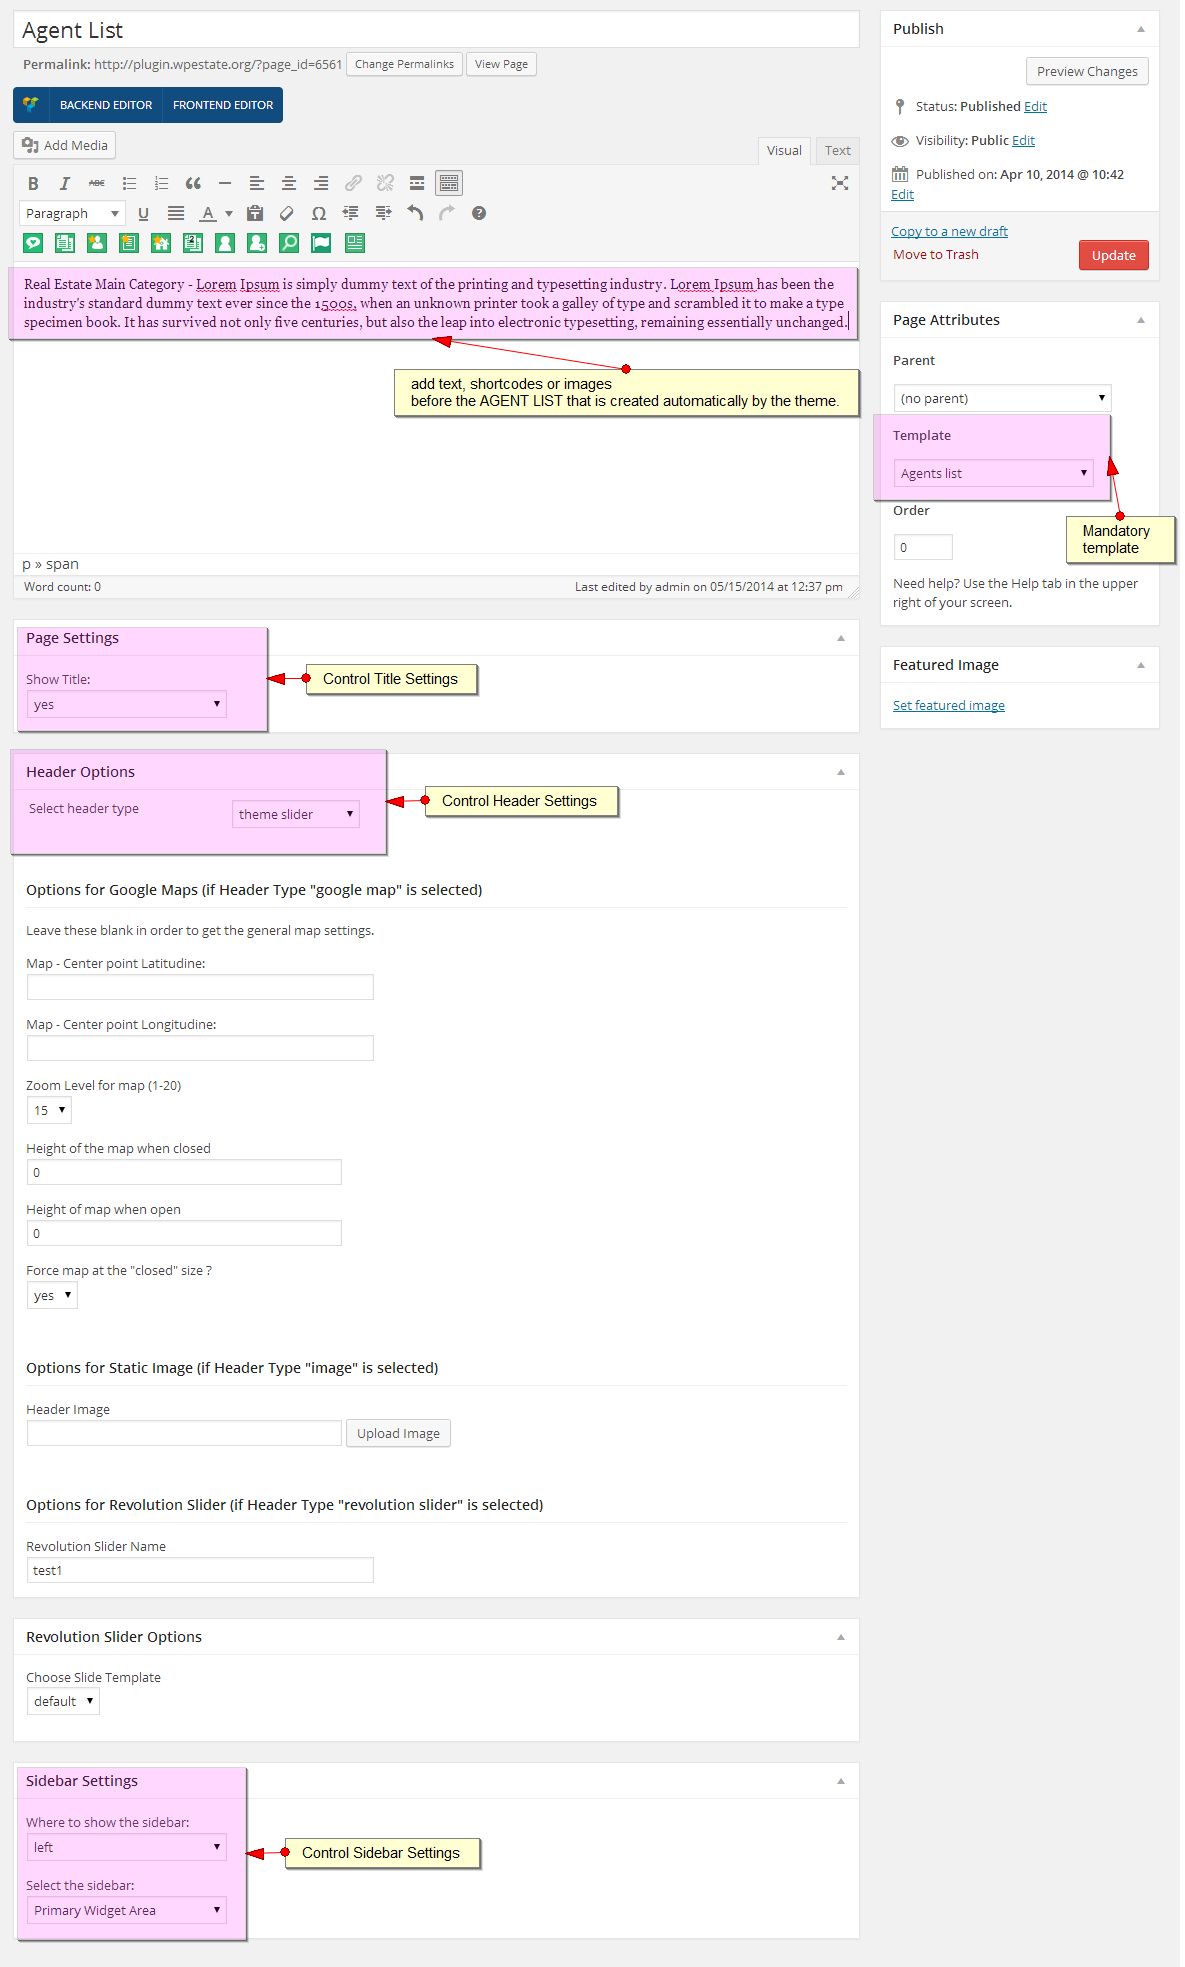 Agent List
Permalink: http://plugin.wpestate.org/?page_id=6561 Change Permalinks View Page
BACKEND EDITOR FRONTEND EDITOR
Add Media
Visual Text
B I ABC
Paragraph U A Ω
Real Estate Main Category - Lorem Ipsum is simply dummy text of the printing and typesetting industry. Lorem Ipsum has been the
industry's standard dummy text ever since the 1500s, when an unknown printer took a galley of type and scrambled it to make a type
specimen book. It has survived not only five centuries, but also the leap into electronic typesetting, remaining essentially unchanged.
add text, shortcodes or images
before the AGENT LIST that is created automatically by the theme.
p » span
Word count: 0 Last edited by admin on 05/15/2014 at 12:37 pm
Page Settings
Show Title:
yes
Control Title Settings
Header Options
Select header type theme slider
Control Header Settings
Options for Google Maps (if Header Type "google map" is selected)
Leave these blank in order to get the general map settings.
Map - Center point Latitudine:
Map - Center point Longitudine:
Zoom Level for map (1-20)
15
Height of the map when closed
0
Height of map when open
0
Force map at the "closed" size ?
yes
Options for Static Image (if Header Type "image" is selected)
Header Image
Upload Image
Options for Revolution Slider (if Header Type "revolution slider" is selected)
Revolution Slider Name
test1
Revolution Slider Options
Choose Slide Template
default
Sidebar Settings
Where to show the sidebar:
left
Control Sidebar Settings
Select the sidebar:
Primary Widget Area
Publish
Preview Changes
Status: Published Edit
Visibility: Public Edit
Published on: Apr 10, 2014 @ 10:42
Edit
Copy to a new draft
Move to Trash Update
Page Attributes
Parent
(no parent)
Template
Agents list
Mandatory
template
Order
0
Need help? Use the Help tab in the upper
right of your screen.
Featured Image
Set featured image